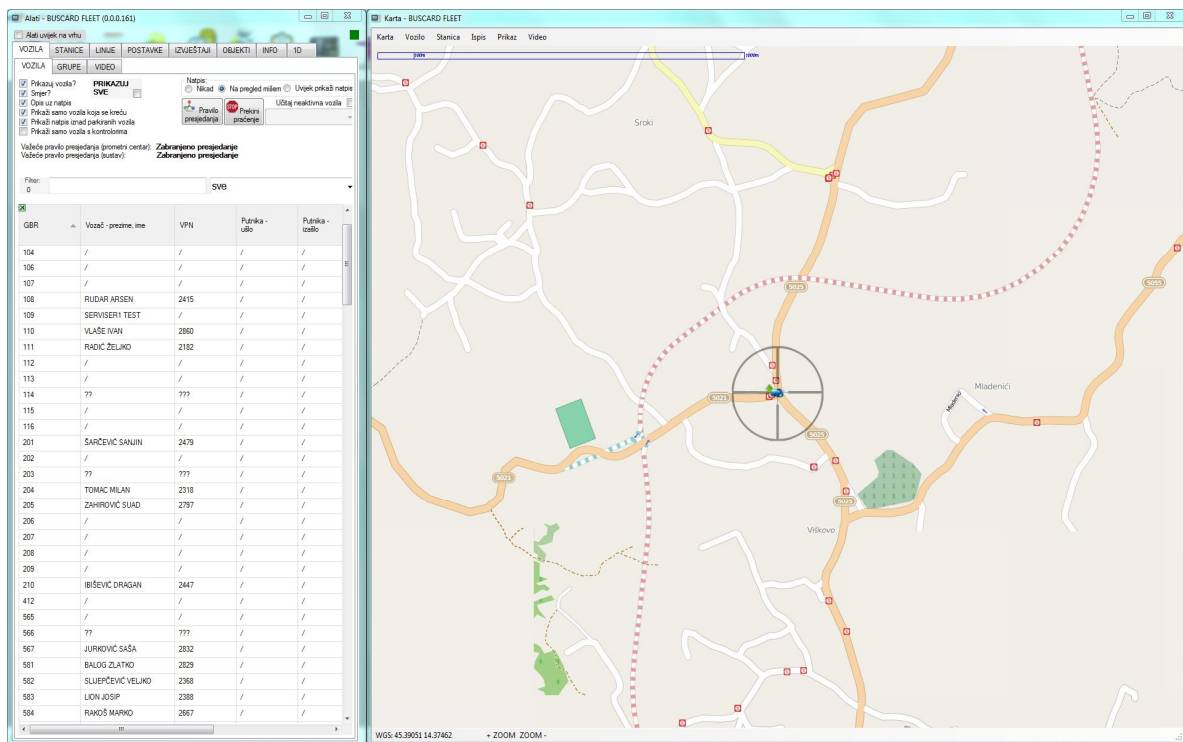 Alati - BUSCARD FLEET (0.0.0.161)
Alati uvijek na vrhu
VOZILA STANICE LINIJE POSTAVKE IZVJEŠTAJI OBJEKTI INFO 1D
VOZILA GRUPE VIDEO
Prikazuj vozila? PRIKAZUJ SVE
Smjer?
Opis uz natpis
Prikaži samo vozila koja se kreću
Prikaži natpis iznad parkiranih vozila
Prikaži samo vozila s kontrolorima
Natpis:
Nikad Na pregled mišem Uvijek prikaži natpis
Pravilo presjedanja
STOP Prekini praćenje
Učitaj neaktivna vozila
Važeće pravilo presjedanja (prometni centar): Zabranjeno presjedanje
Važeće pravilo presjedanja (sustav): Zabranjeno presjedanje
Filter:
0 sve
GBR Vozač - prezime, ime VPN Putnika - ušlo Putnika - izašlo
104 / / / /
106 / / / /
107 / / / /
108 RUDAR ARSEN 2415 / /
109 SERVISER1 TEST / /
110 VLAŠE IVAN 2860 / /
111 RADIĆ ŽELJKO 2182 / /
112 / / / /
113 / / / /
114 ?? ??? / /
115 / / / /
116 / / / /
201 ŠARČEVIĆ SANJIN 2479 / /
202 / / / /
203 ?? ??? / /
204 TOMAC MILAN 2318 / /
205 ZAHIROVIĆ SUAD 2797 / /
206 / / / /
207 / / / /
208 / / / /
209 / / / /
210 IBIŠEVIĆ DRAGAN 2447 / /
412 / / / /
565 / / / /
566 ?? ??? / /
567 JURKOVIĆ SAŠA 2832 / /
581 BALOG ZLATKO 2829 / /
582 SLIJEPČEVIĆ VELJKO 2368 / /
583 LION JOSIP 2388 / /
584 RAKOŠ MARKO 2667 / /
Karta - BUSCARD FLEET
Karta Vozilo Stanica Ispis Prikaz Video
100m 1000m
Sroki
5025
5055
Mladenići
Mladenići
5021
5025
5021
5025
Viškovo
WGS: 45.39051 14.37462 + ZOOM ZOOM -